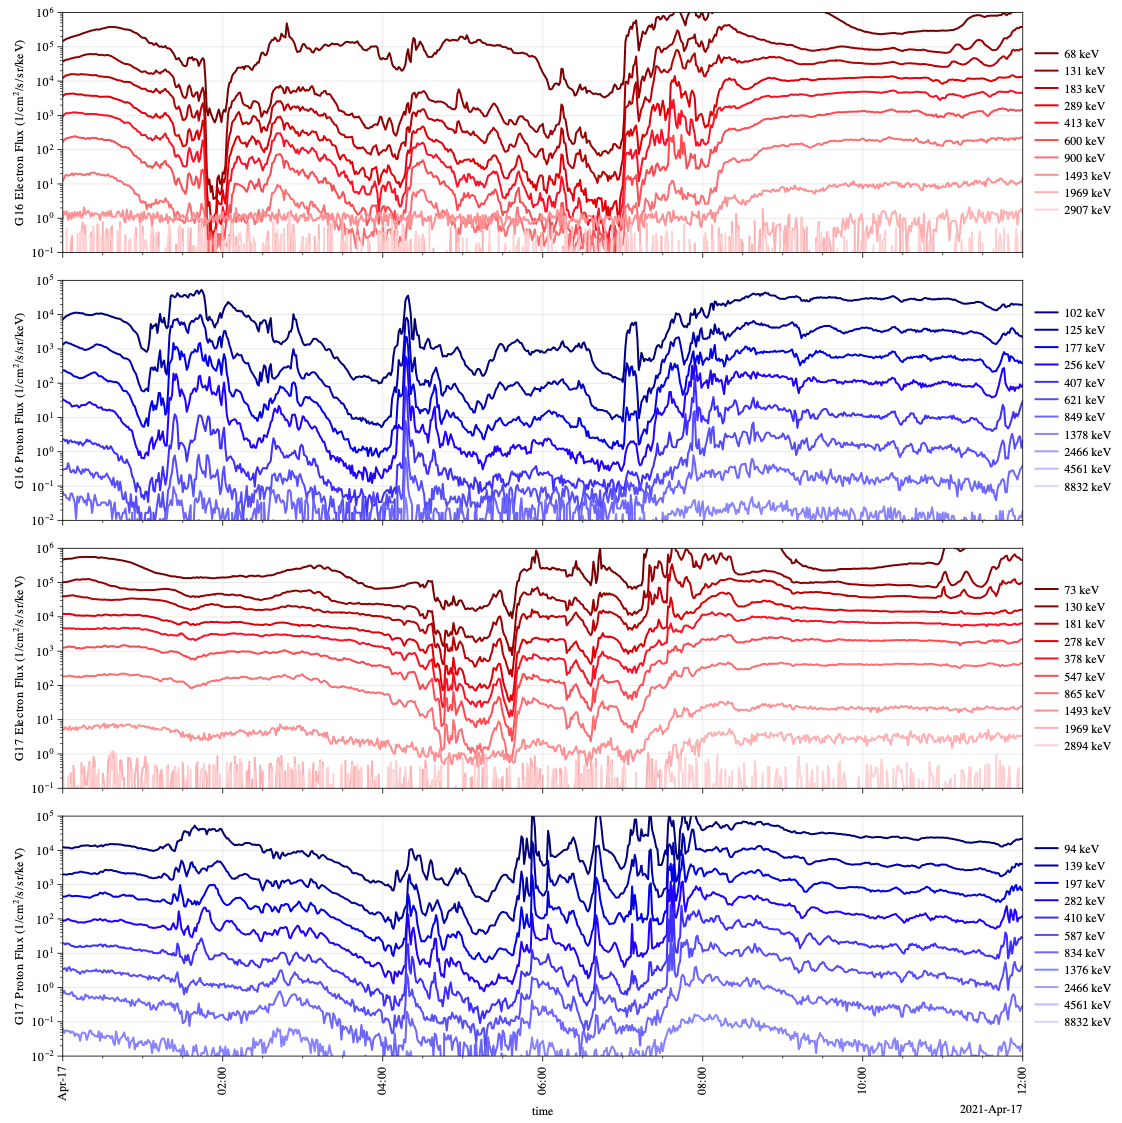 G16 Electron Flux (1/cm²/s/sr/keV)
10⁶
10⁵
10⁴
10³
10²
10¹
10⁰
10⁻¹
68 keV
131 keV
183 keV
289 keV
413 keV
600 keV
900 keV
1493 keV
1969 keV
2907 keV
G16 Proton Flux (1/cm²/s/sr/keV)
10⁵
10⁴
10³
10²
10¹
10⁰
10⁻¹
10⁻²
102 keV
125 keV
177 keV
256 keV
407 keV
621 keV
849 keV
1378 keV
2466 keV
4561 keV
8832 keV
G17 Electron Flux (1/cm²/s/sr/keV)
10⁶
10⁵
10⁴
10³
10²
10¹
10⁰
10⁻¹
73 keV
130 keV
181 keV
278 keV
378 keV
547 keV
865 keV
1493 keV
1969 keV
2894 keV
G17 Proton Flux (1/cm²/s/sr/keV)
10⁵
10⁴
10³
10²
10¹
10⁰
10⁻¹
10⁻²
94 keV
139 keV
197 keV
282 keV
410 keV
587 keV
834 keV
1376 keV
2466 keV
4561 keV
8832 keV
Apr-17
02:00
04:00
06:00
08:00
10:00
12:00
time
2021-Apr-17